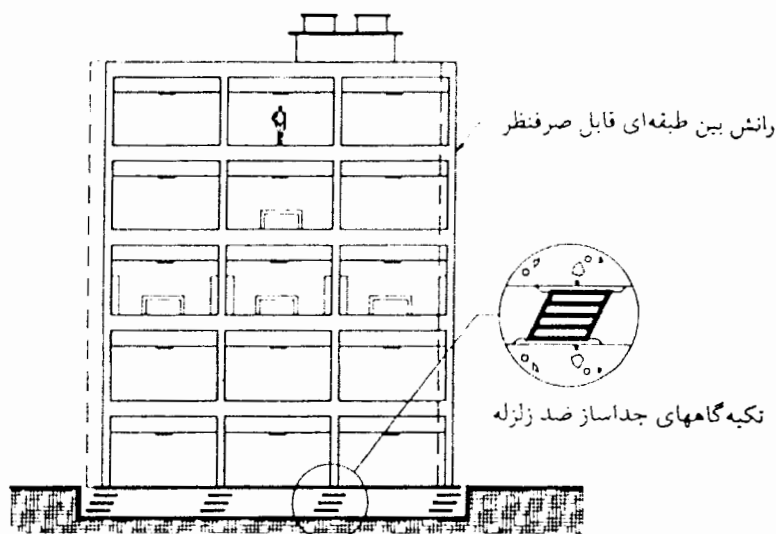 رانش بین طبقه‌ای قابل صرفنظر
تکیه‌گاههای جداساز ضد زلزله